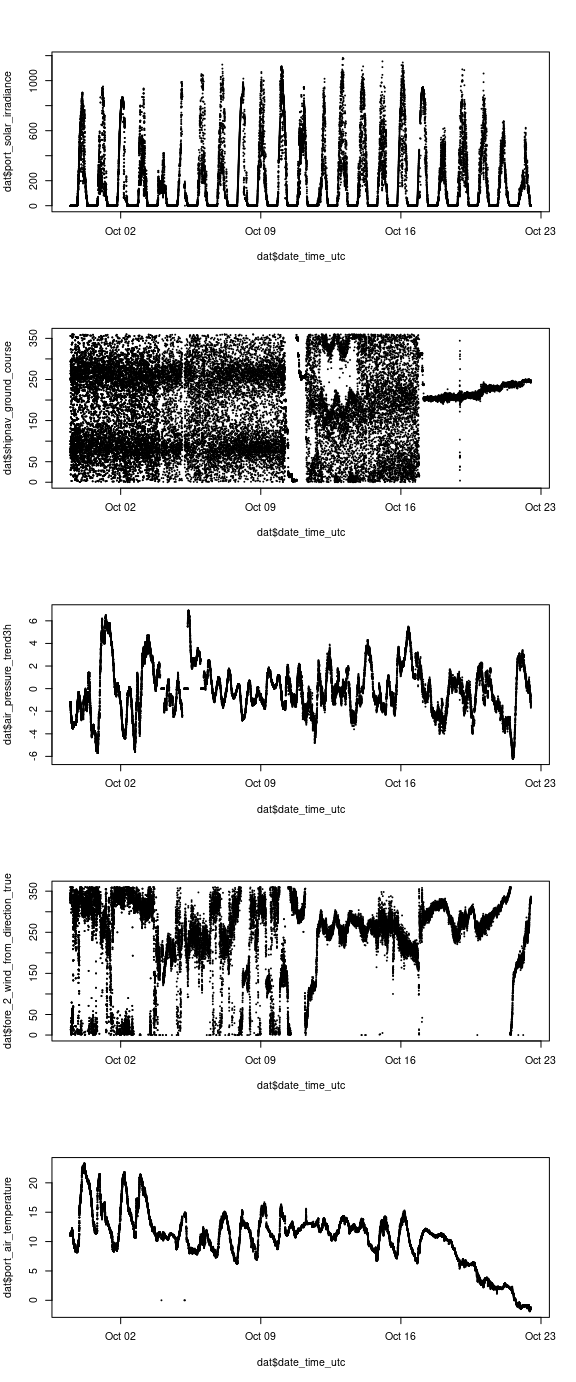 dat$port_solar_irradiance
0 200 600 1000
Oct 02 Oct 09 Oct 16 Oct 23
dat$date_time_utc
dat$shipnav_ground_course
0 50 150 250 350
Oct 02 Oct 09 Oct 16 Oct 23
dat$date_time_utc
dat$air_pressure_trend3h
-6 -4 -2 0 2 4 6
Oct 02 Oct 09 Oct 16 Oct 23
dat$date_time_utc
dat$fore_2_wind_from_direction_true
0 50 150 250 350
Oct 02 Oct 09 Oct 16 Oct 23
dat$date_time_utc
dat$port_air_temperature
0 5 10 15 20
Oct 02 Oct 09 Oct 16 Oct 23
dat$date_time_utc